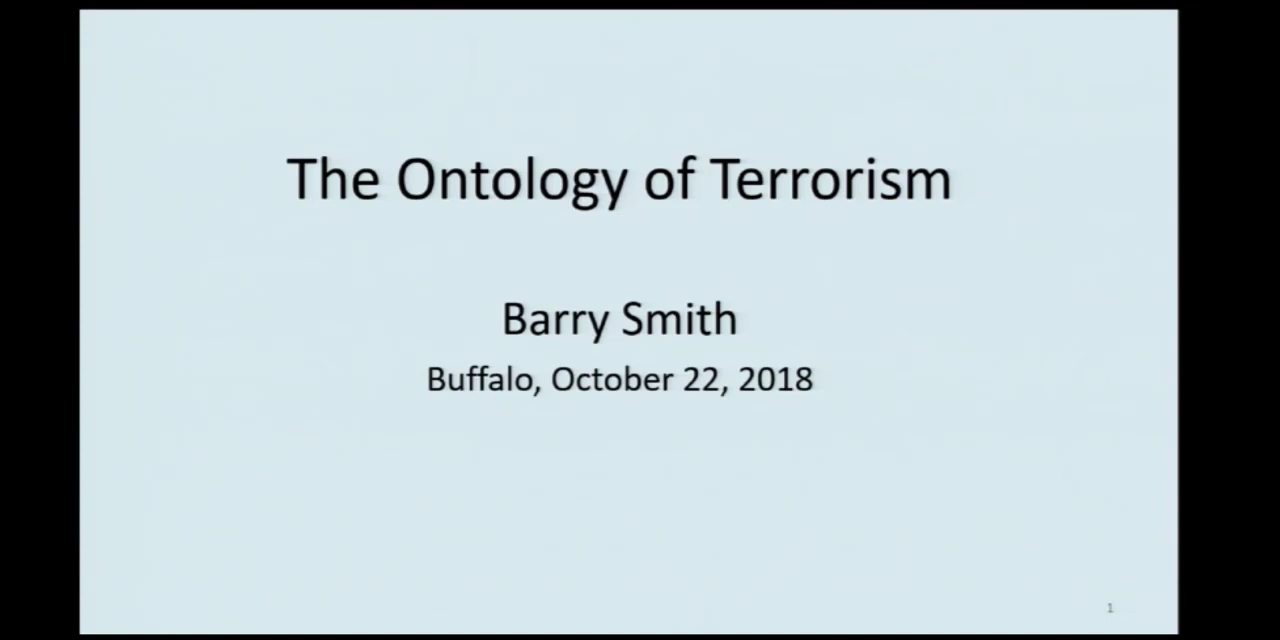 The Ontology of Terrorism
Barry Smith
Buffalo, October 22, 2018
1